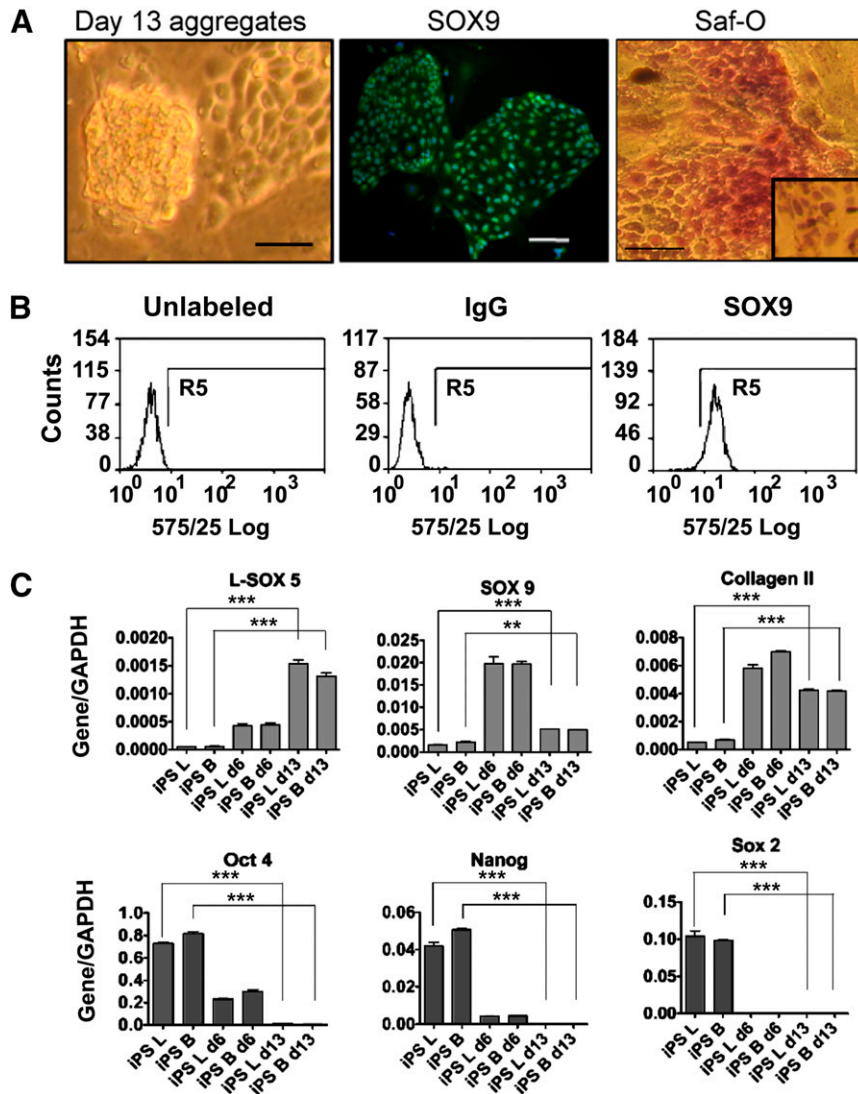 A
Day 13 aggregates SOX9 Saf-O
B
Unlabeled IgG SOX9
Counts
154 117 184
115 87 139
77 58 92
38 29 46
0 0 0
R5 R5 R5
10⁰ 10¹ 10² 10³ 10⁰ 10¹ 10² 10³ 10⁰ 10¹ 10² 10³
575/25 Log 575/25 Log 575/25 Log
C
L-SOX 5 SOX 9 Collagen II
*** *** ***
*** ** ***
Gene/GAPDH
0.0020 0.025 0.008
0.0015 0.020 0.006
0.0010 0.015 0.004
0.0005 0.010 0.002
0.0000 0.005 0.000
0.000
iPS L iPS B iPS L d6 iPS B d6 iPS L d13 iPS B d13
iPS L iPS B iPS L d6 iPS B d6 iPS L d13 iPS B d13
iPS L iPS B iPS L d6 iPS B d6 iPS L d13 iPS B d13
Oct 4 Nanog Sox 2
*** *** ***
*** *** ***
Gene/GAPDH
1.0 0.06 0.15
0.8 0.04 0.10
0.6 0.02 0.05
0.4 0.00 0.00
0.2
0.0
iPS L iPS B iPS L d6 iPS B d6 iPS L d13 iPS B d13
iPS L iPS B iPS L d6 iPS B d6 iPS L d13 iPS B d13
iPS L iPS B iPS L d6 iPS B d6 iPS L d13 iPS B d13